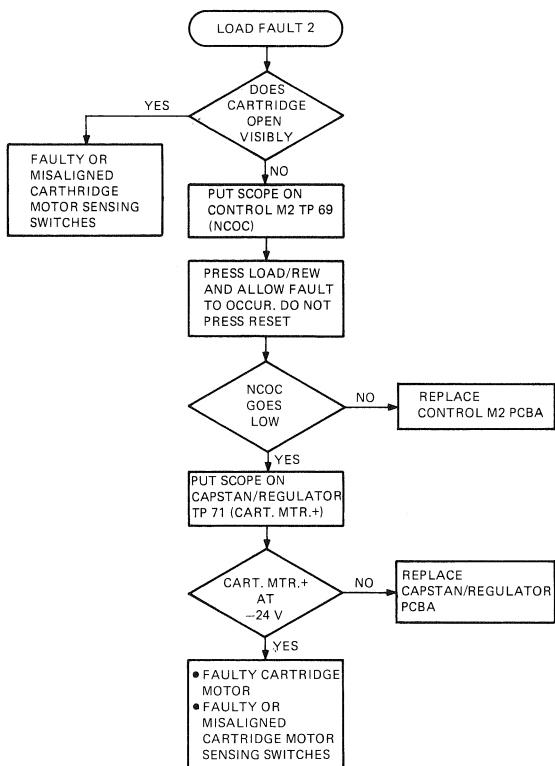 LOAD FAULT 2
DOES
CARTRIDGE
OPEN
VISIBLY
YES
FAULTY OR
MISALIGNED
CARTHRIDGE
MOTOR SENSING
SWITCHES
NO
PUT SCOPE ON
CONTROL M2 TP 69
(NCOC)
PRESS LOAD/REW
AND ALLOW FAULT
TO OCCUR. DO NOT
PRESS RESET
NCOC
GOES
LOW
NO
REPLACE
CONTROL M2 PCBA
YES
PUT SCOPE ON
CAPSTAN/REGULATOR
TP 71 (CART. MTR.+)
CART. MTR.+
AT
−24 V
NO
REPLACE
CAPSTAN/REGULATOR
PCBA
YES
● FAULTY CARTRIDGE
MOTOR
● FAULTY OR
MISALIGNED
CARTRIDGE MOTOR
SENSING SWITCHES